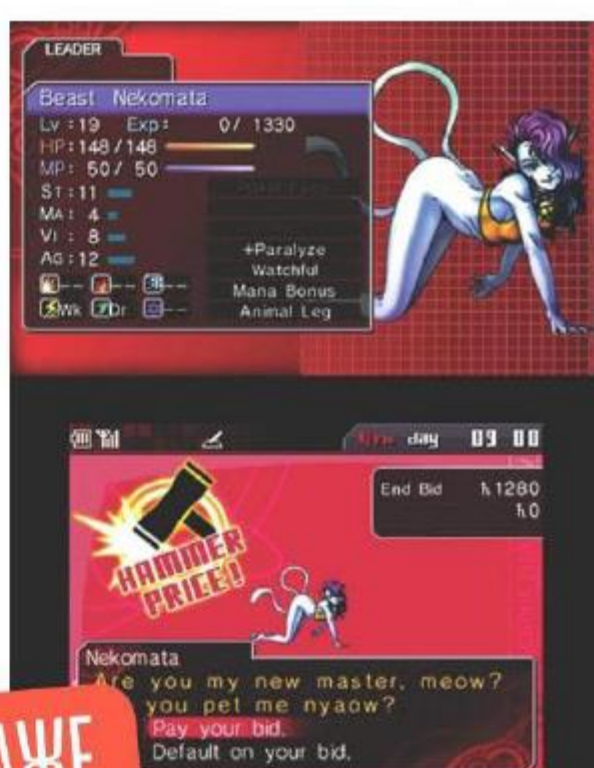 LEADER
Beast Nekomata
Lv :19 Exp: 0/ 1330
HP:148/148
MP: 50/ 50
ST:11
MA: 4
VI: 8
AG:12
+Paralyze
Watchful
Mana Bonus
Animal Leg
-- -- --
Wk Dr --
day 09 00
End Bid ħ1280
ħ0
HAMMER
PRICE!
Nekomata
Are you my new master, meow?
you pet me nyaow?
Pay your bid.
Default on your bid.